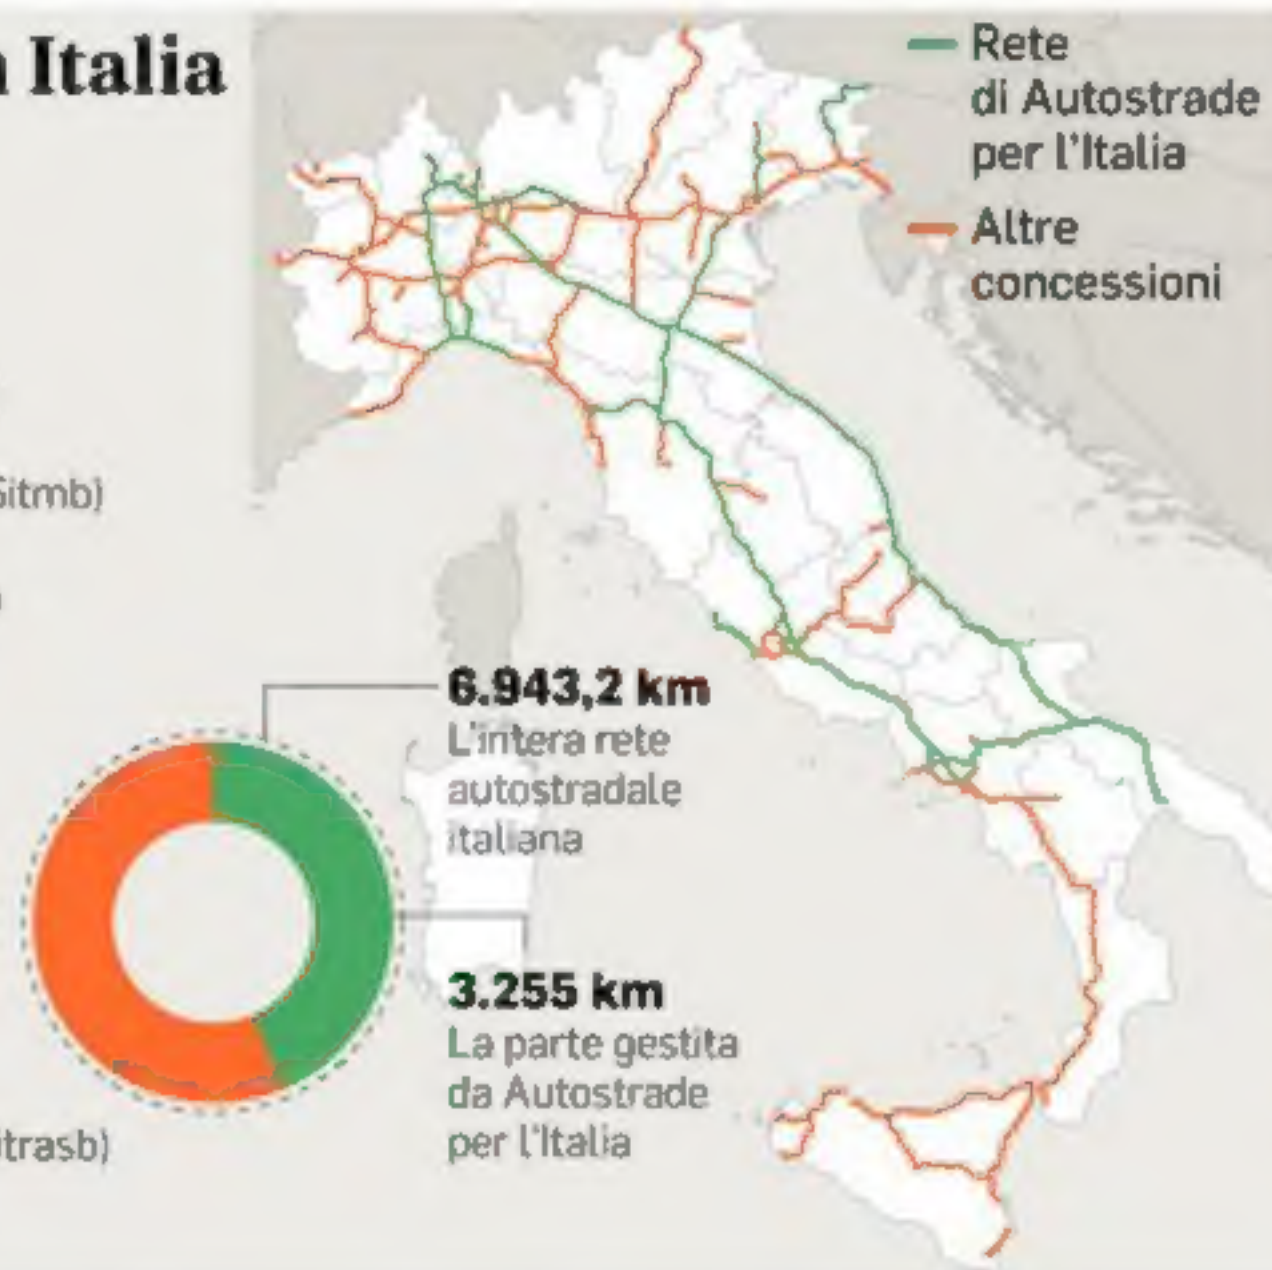 Italia
Rete
di Autostrade
per l'Italia
Altre
concessioni
Sitmb)
6.943,2 km
L'intera rete
autostradale
italiana
3.255 km
La parte gestita
da Autostrade
per l'Italia
itrasb)